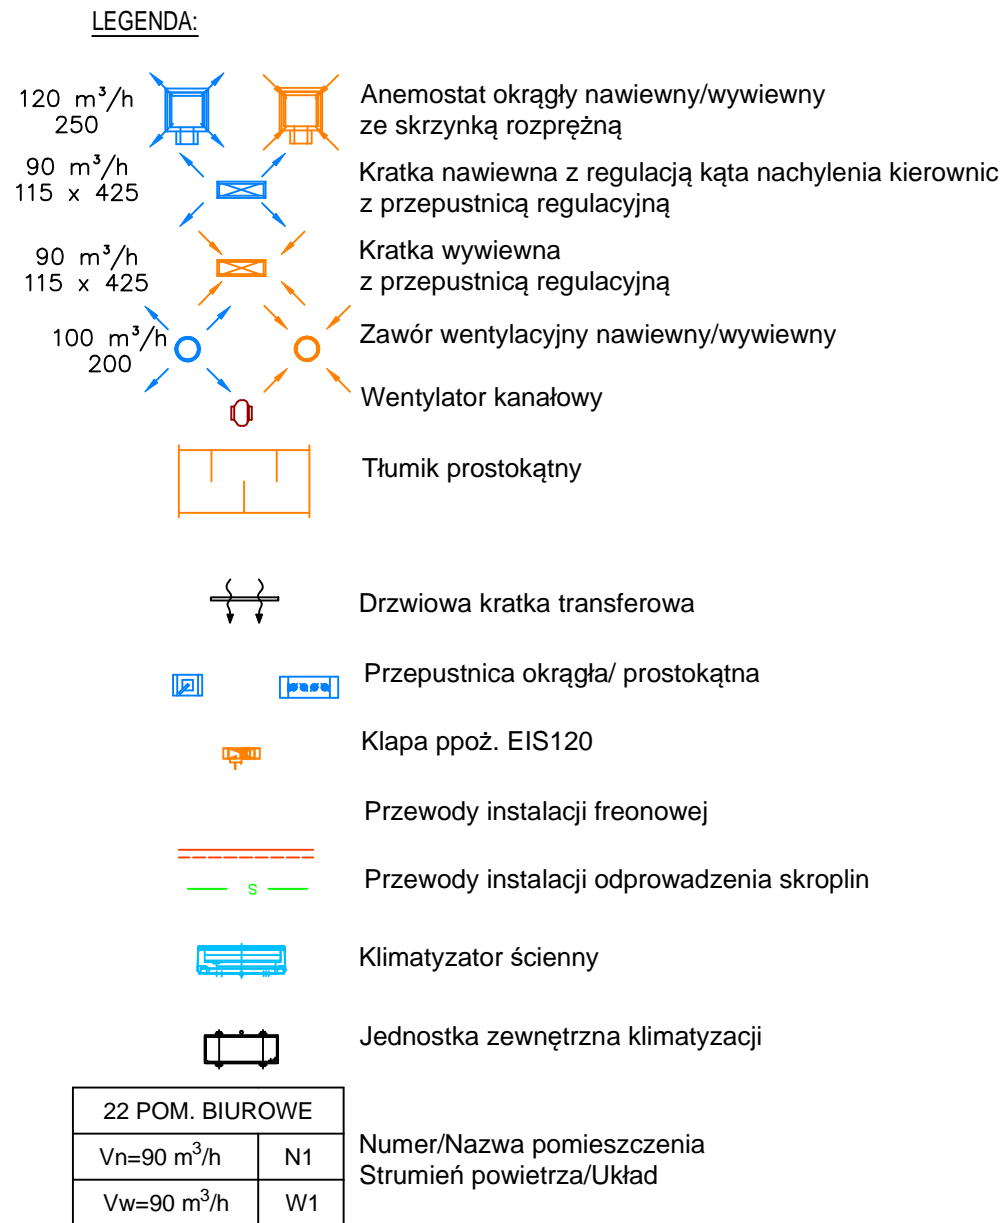 LEGENDA:
120 m³/h
250
Anemostat okrągły nawiewny/wywiewny
ze skrzynką rozprężną
90 m³/h
115 x 425
Kratka nawiewna z regulacją kąta nachylenia kierownic
z przepustnicą regulacyjną
90 m³/h
115 x 425
Kratka wywiewna
z przepustnicą regulacyjną
100 m³/h
200
Zawór wentylacyjny nawiewny/wywiewny
Wentylator kanałowy
Tłumik prostokątny
Drzwiowa kratka transferowa
Przepustnica okrągła/ prostokątna
Klapa ppoż. EIS120
Przewody instalacji freonowej
S
Przewody instalacji odprowadzenia skroplin
Klimatyzator ścienny
Jednostka zewnętrzna klimatyzacji
22 POM. BIUROWE
Vn=90 m³/h N1
Vw=90 m³/h W1
Numer/Nazwa pomieszczenia
Strumień powietrza/Układ